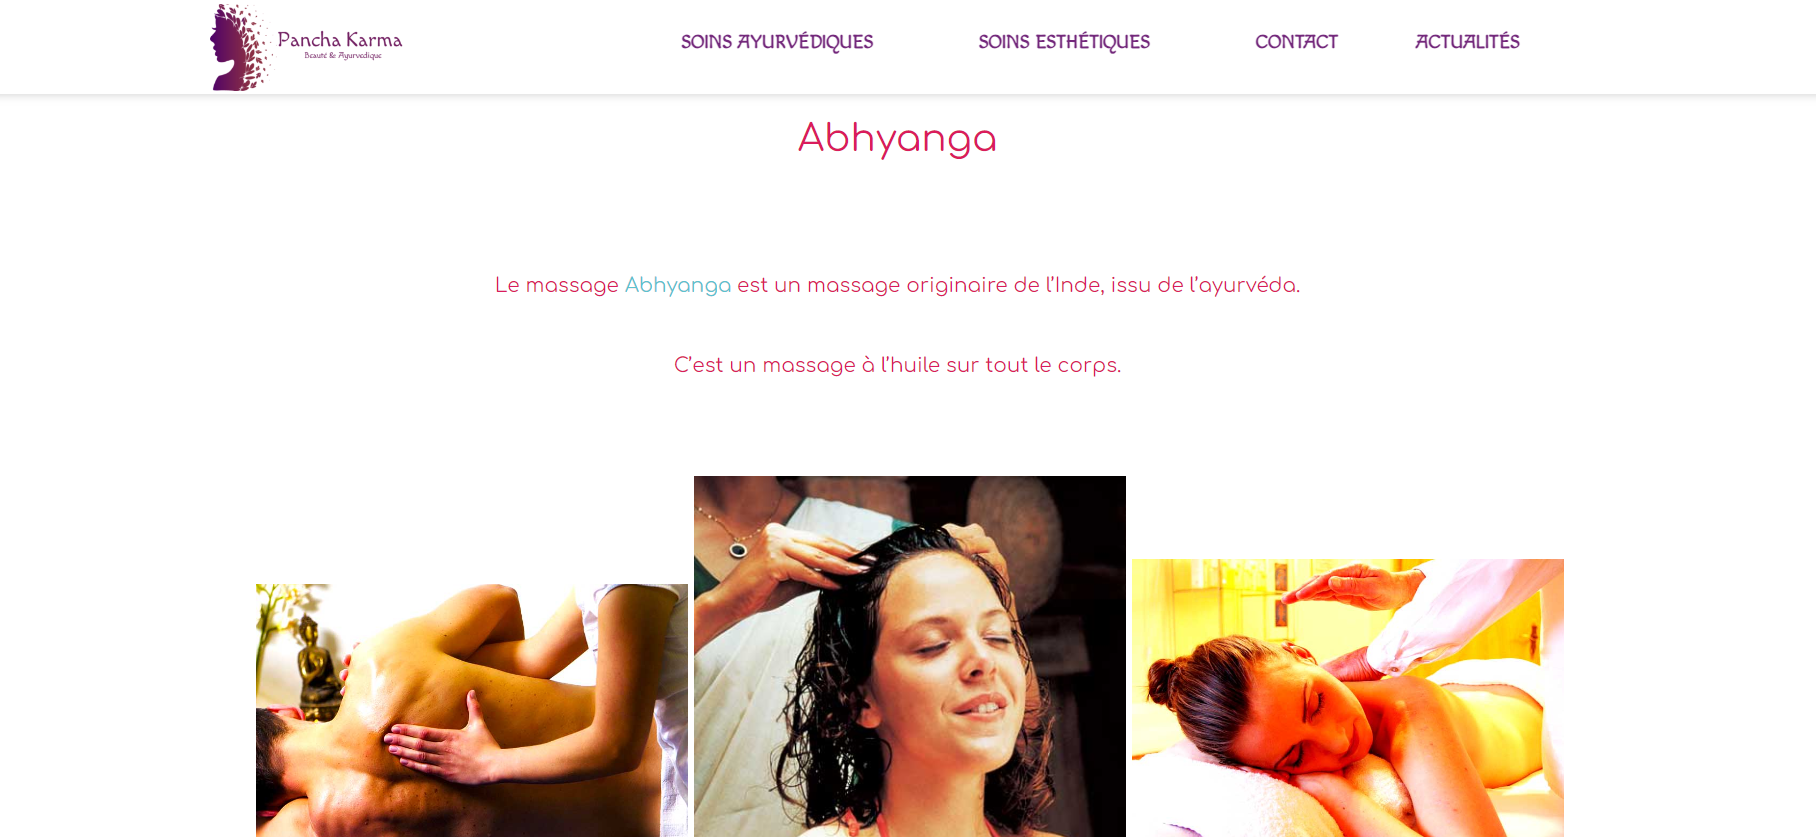 Pancha Karma
Beauté & Ayurvedique
SOINS AYURVÉDIQUES
SOINS ESTHÉTIQUES
CONTACT
ACTUALITÉS
Abhyanga
Le massage Abhyanga est un massage originaire de l’Inde, issu de l’ayurvéda.
C’est un massage à l’huile sur tout le corps.